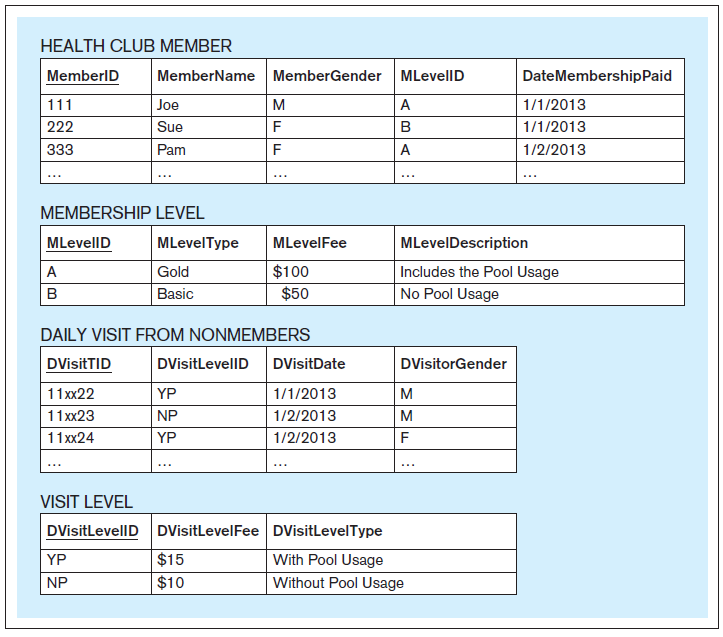 HEALTH CLUB MEMBER
MemberID MemberName MemberGender MLevelID DateMembershipPaid
111 Joe M A 1/1/2013
222 Sue F B 1/1/2013
333 Pam F A 1/2/2013
... ... ... ... ...
MEMBERSHIP LEVEL
MLevelID MLevelType MLevelFee MLevelDescription
A Gold $100 Includes the Pool Usage
B Basic $50 No Pool Usage
DAILY VISIT FROM NONMEMBERS
DVisitTID DVisitLevelID DVisitDate DVisitorGender
11xx22 YP 1/1/2013 M
11xx23 NP 1/2/2013 M
11xx24 YP 1/2/2013 F
... ... ... ...
VISIT LEVEL
DVisitLevelID DVisitLevelFee DVisitLevelType
YP $15 With Pool Usage
NP $10 Without Pool Usage